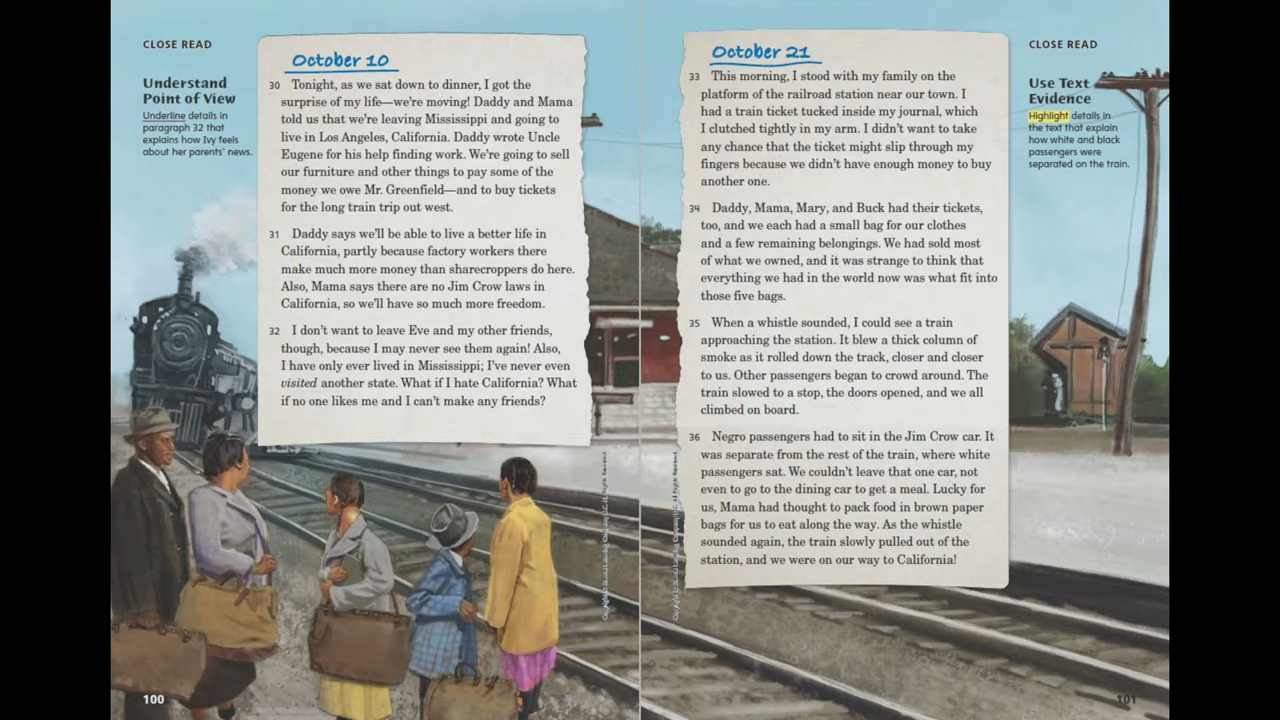 CLOSE READ
Understand
Point of View
Underline details in
paragraph 32 that
explains how Ivy feels
about her parents' news.
October 10
30 Tonight, as we sat down to dinner, I got the
surprise of my life—we're moving! Daddy and Mama
told us that we're leaving Mississippi and going to
live in Los Angeles, California. Daddy wrote Uncle
Eugene for his help finding work. We're going to sell
our furniture and other things to pay some of the
money we owe Mr. Greenfield—and to buy tickets
for the long train trip out west.
31 Daddy says we'll be able to live a better life in
California, partly because factory workers there
make much more money than sharecroppers do here.
Also, Mama says there are no Jim Crow laws in
California, so we'll have so much more freedom.
32 I don't want to leave Eve and my other friends,
though, because I may never see them again! Also,
I have only ever lived in Mississippi; I've never even
visited another state. What if I hate California? What
if no one likes me and I can't make any friends?
100
October 21
33 This morning, I stood with my family on the
platform of the railroad station near our town. I
had a train ticket tucked inside my journal, which
I clutched tightly in my arm. I didn't want to take
any chance that the ticket might slip through my
fingers because we didn't have enough money to buy
another one.
34 Daddy, Mama, Mary, and Buck had their tickets,
too, and we each had a small bag for our clothes
and a few remaining belongings. We had sold most
of what we owned, and it was strange to think that
everything we had in the world now was what fit into
those five bags.
35 When a whistle sounded, I could see a train
approaching the station. It blew a thick column of
smoke as it rolled down the track, closer and closer
to us. Other passengers began to crowd around. The
train slowed to a stop, the doors opened, and we all
climbed on board.
36 Negro passengers had to sit in the Jim Crow car. It
was separate from the rest of the train, where white
passengers sat. We couldn't leave that one car, not
even to go to the dining car to get a meal. Lucky for
us, Mama had thought to pack food in brown paper
bags for us to eat along the way. As the whistle
sounded again, the train slowly pulled out of the
station, and we were on our way to California!
CLOSE READ
Use Text
Evidence
Highlight details in
the text that explain
how white and black
passengers were
separated on the train.
101